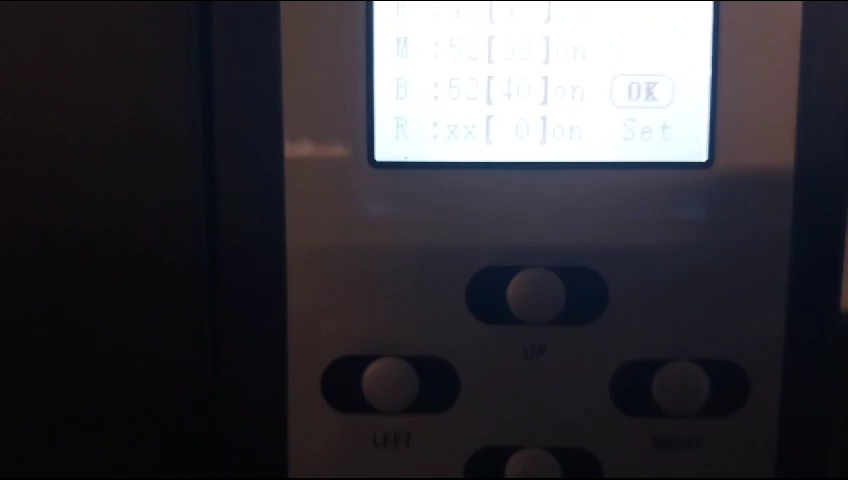 M :52[38]on
B :52[40]on OK
R :xx[ 0]on Set
UP
LEFT RIGHT